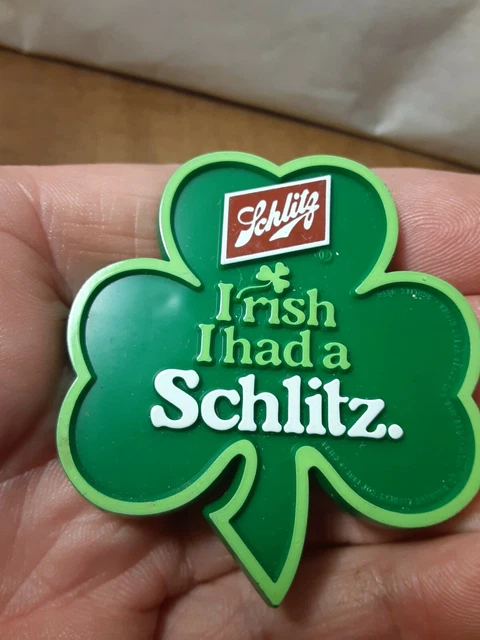 Schlitz
®
Irish
I had a
Schlitz.